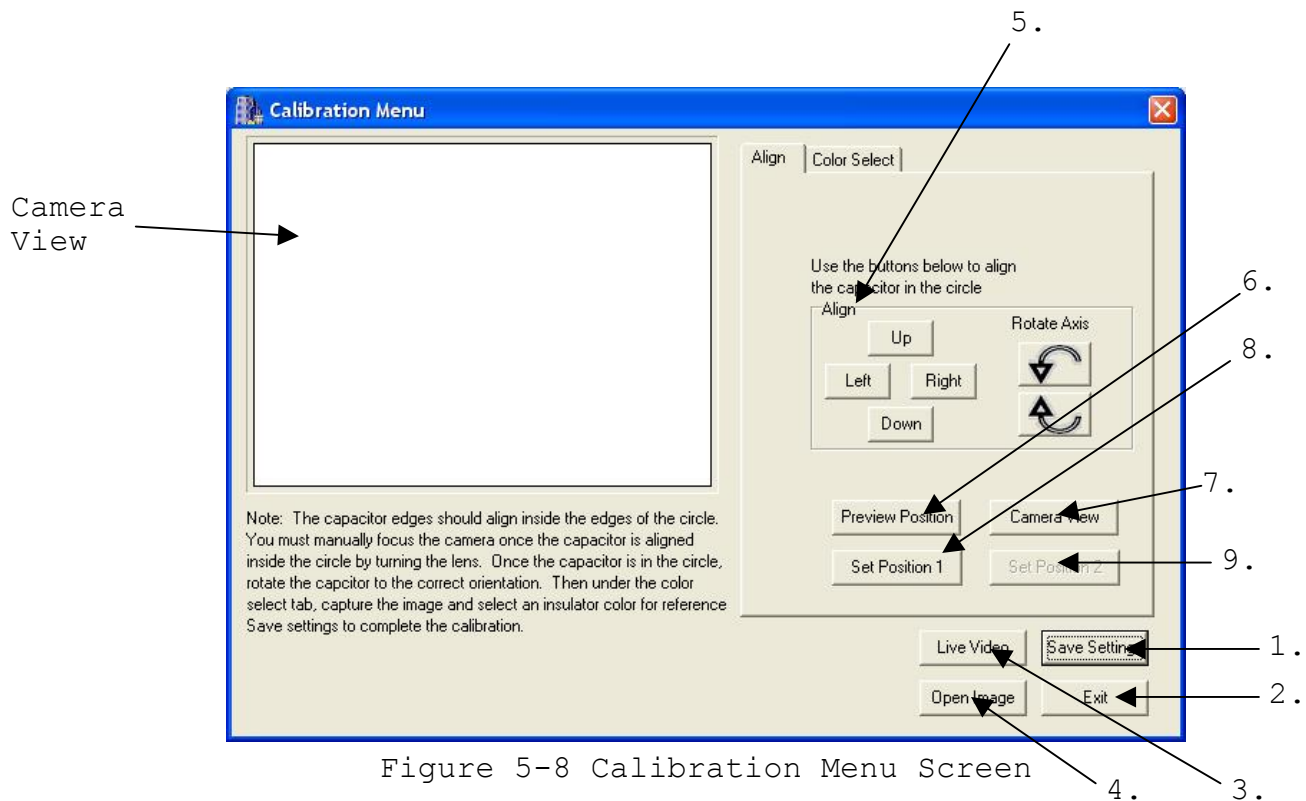 5.
Calibration Menu
Camera
View
Align
Color Select
Use the buttons below to align
the capacitor in the circle
Align
Rotate Axis
Up
Left
Right
Down
6.
8.
7.
Preview Position
Camera View
Set Position 1
Set Position 2
9.
Note: The capacitor edges should align inside the edges of the circle.
You must manually focus the camera once the capacitor is aligned
inside the circle by turning the lens. Once the capacitor is in the circle,
rotate the capcitor to the correct orientation. Then under the color
select tab, capture the image and select an insulator color for reference
Save settings to complete the calibration.
Live Video
Save Setting
1.
Open Image
Exit
2.
Figure 5-8 Calibration Menu Screen
4.
3.